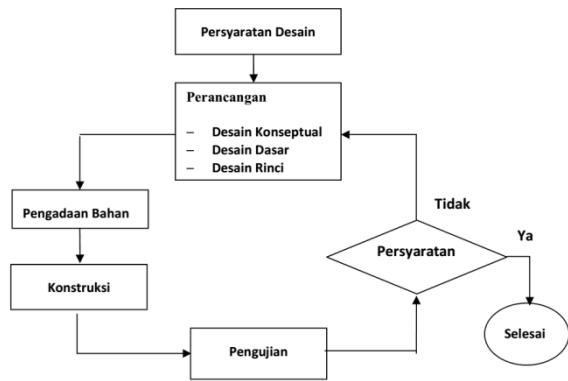 Persyaratan Desain
Perancangan
– Desain Konseptual
– Desain Dasar
– Desain Rinci
Pengadaan Bahan
Konstruksi
Pengujian
Persyaratan
Tidak
Ya
Selesai